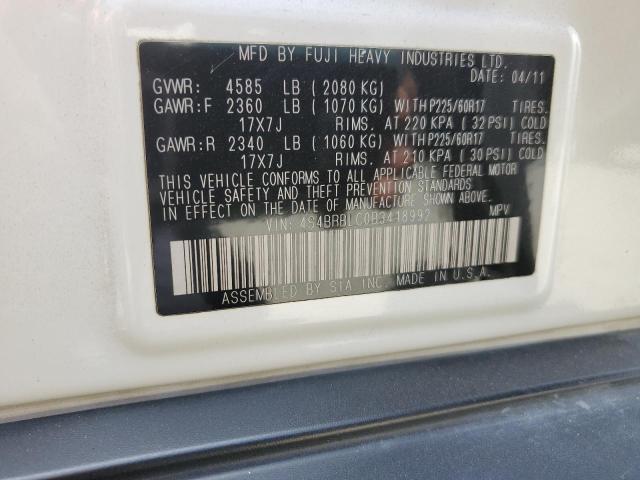 MFD BY FUJI HEAVY INDUSTRIES LTD.
DATE: 04/11
GVWR: 4585 LB ( 2080 KG)
GAWR:F 2360 LB ( 1070 KG) WITH P225/60R17 TIRES.
17X7J RIMS. AT 220 KPA ( 32 PSI) COLD
GAWR:R 2340 LB ( 1060 KG) WITH P225/60R17 TIRES.
17X7J RIMS. AT 210 KPA ( 30 PSI) COLD
THIS VEHICLE CONFORMS TO ALL APPLICABLE FEDERAL MOTOR
VEHICLE SAFETY AND THEFT PREVENTION STANDARDS
IN EFFECT ON THE DATE OF MANUFACTURE SHOWN ABOVE.
VIN: 4S4BRBLC0B3418992 MPV
ASSEMBLED BY SIA INC. MADE IN U.S.A.